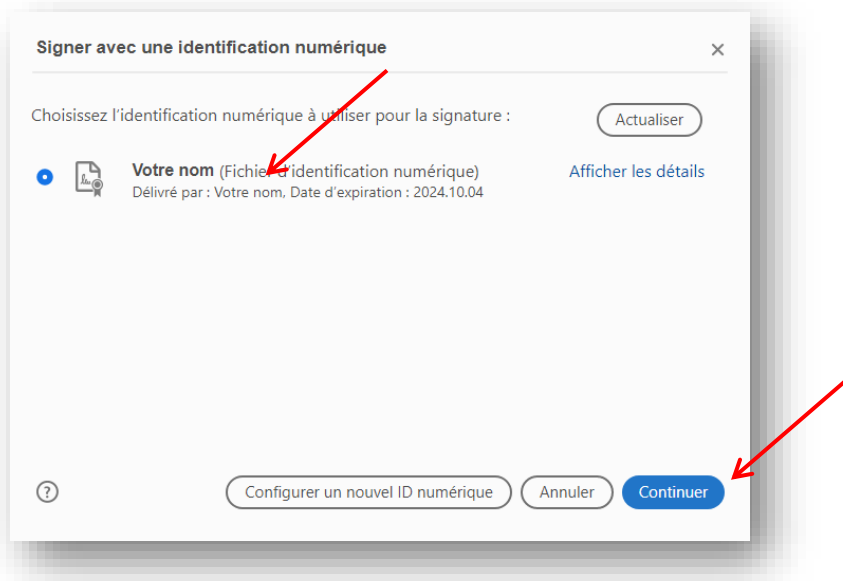 Signer avec une identification numérique
Choisissez l'identification numérique à utiliser pour la signature :
Actualiser
Votre nom (Fichier d'identification numérique)
Afficher les détails
Délivré par : Votre nom, Date d'expiration : 2024.10.04
Configurer un nouvel ID numérique
Annuler
Continuer